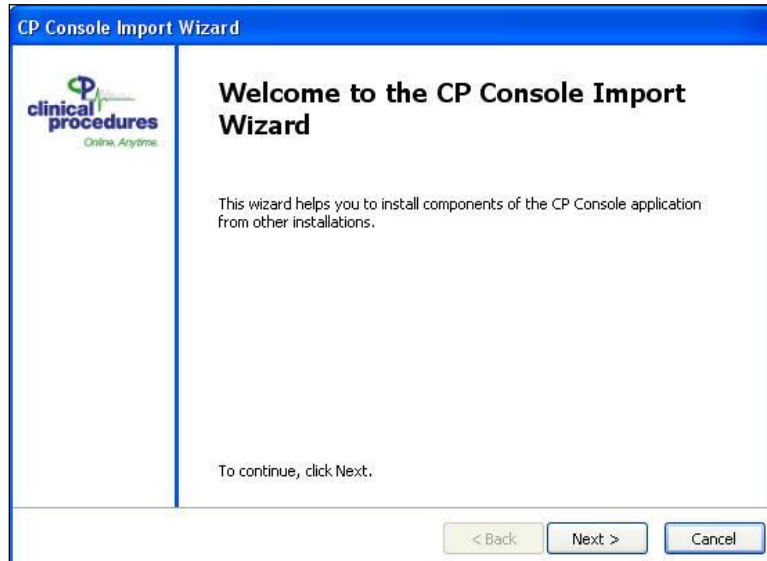 CP Console Import Wizard
CP
clinical
procedures
Online, Anytime.
Welcome to the CP Console Import
Wizard
This wizard helps you to install components of the CP Console application
from other installations.
To continue, click Next.
< Back Next > Cancel